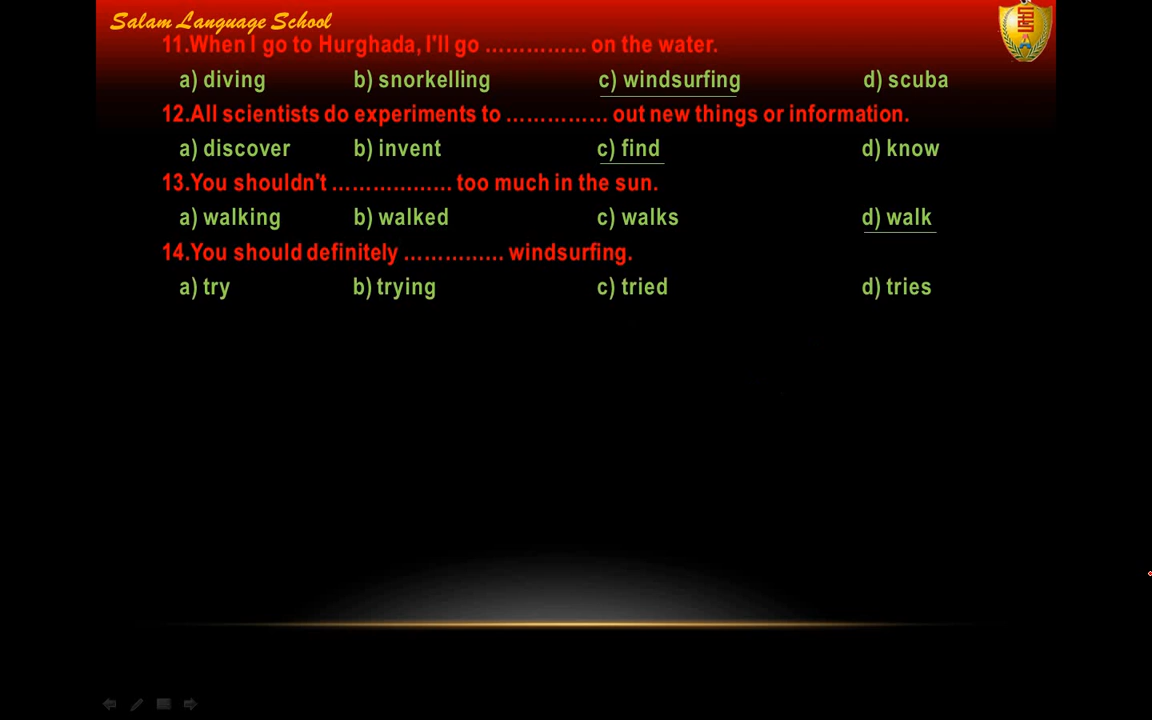 Salam Language School
11.When I go to Hurghada, I'll go …………… on the water.
a) diving b) snorkelling c) windsurfing d) scuba
12.All scientists do experiments to …………… out new things or information.
a) discover b) invent c) find d) know
13.You shouldn't ……………… too much in the sun.
a) walking b) walked c) walks d) walk
14.You should definitely …………… windsurfing.
a) try b) trying c) tried d) tries